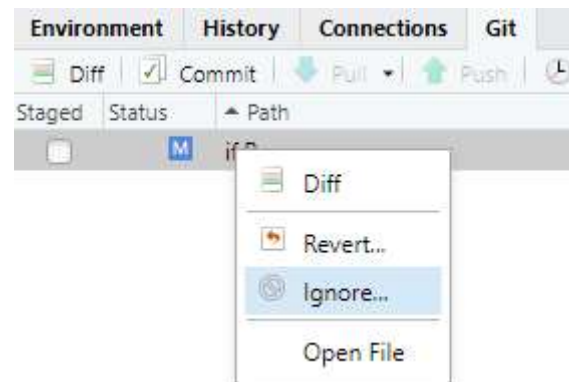 Environment History Connections Git
Diff Commit Pull Push
Staged Status Path
M
Diff
Revert...
Ignore...
Open File